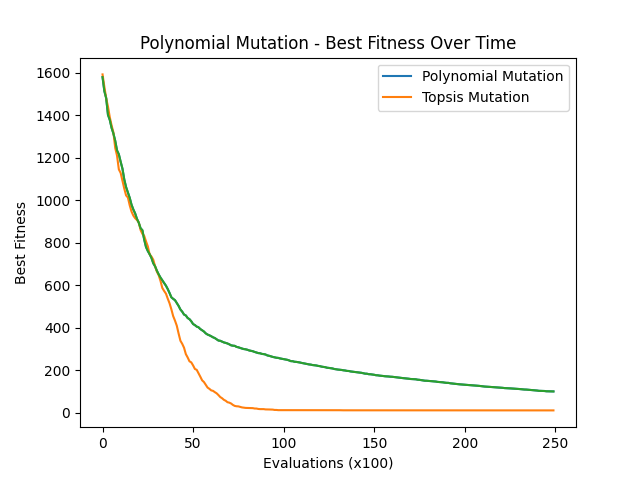 Polynomial Mutation - Best Fitness Over Time
Polynomial Mutation
Topsis Mutation
Best Fitness
1600
1400
1200
1000
800
600
400
200
0
0 50 100 150 200 250
Evaluations (x100)